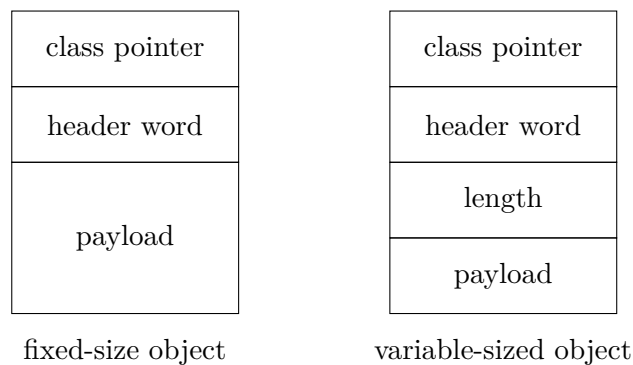 class pointer
header word
payload
fixed-size object
class pointer
header word
length
payload
variable-sized object